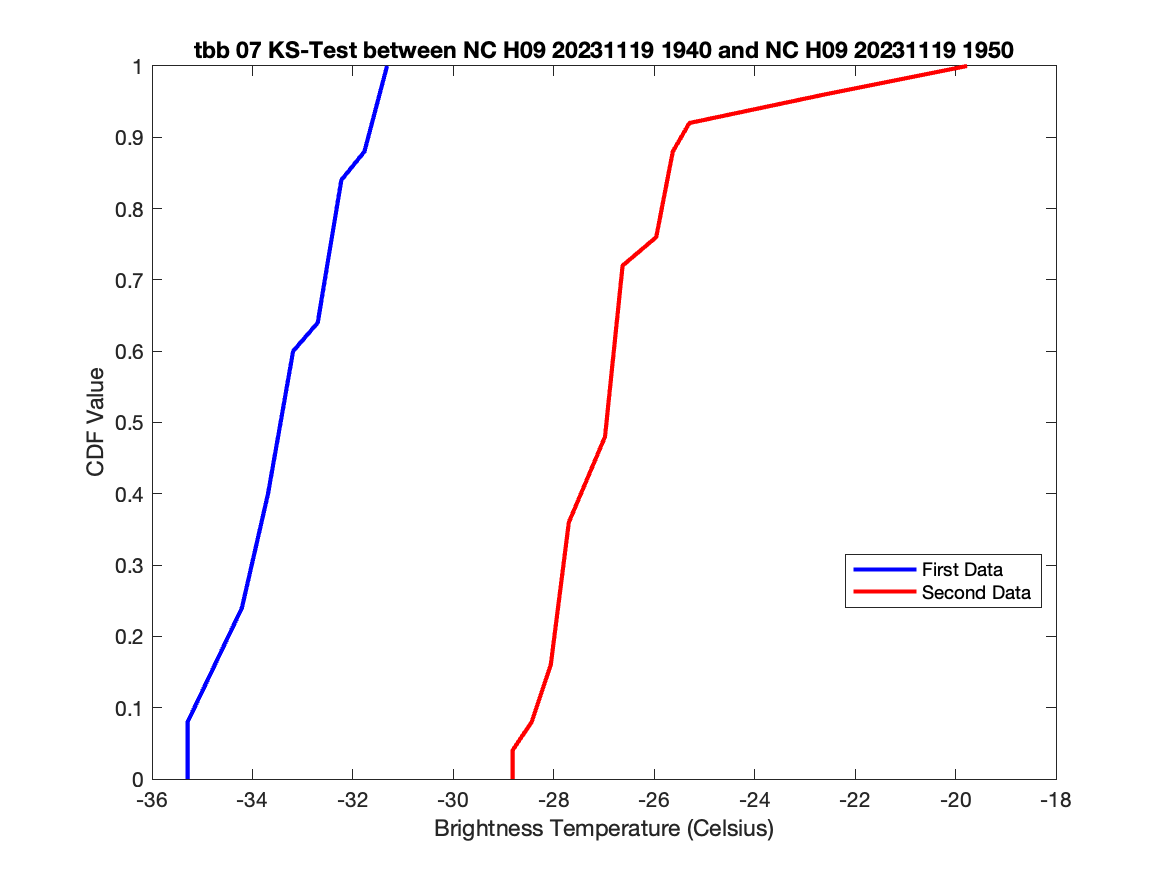 tbb 07 KS-Test between NC H09 20231119 1940 and NC H09 20231119 1950
1
0.9
0.8
0.7
0.6
0.5
0.4
0.3
0.2
0.1
0
CDF Value
First Data
Second Data
-36 -34 -32 -30 -28 -26 -24 -22 -20 -18
Brightness Temperature (Celsius)